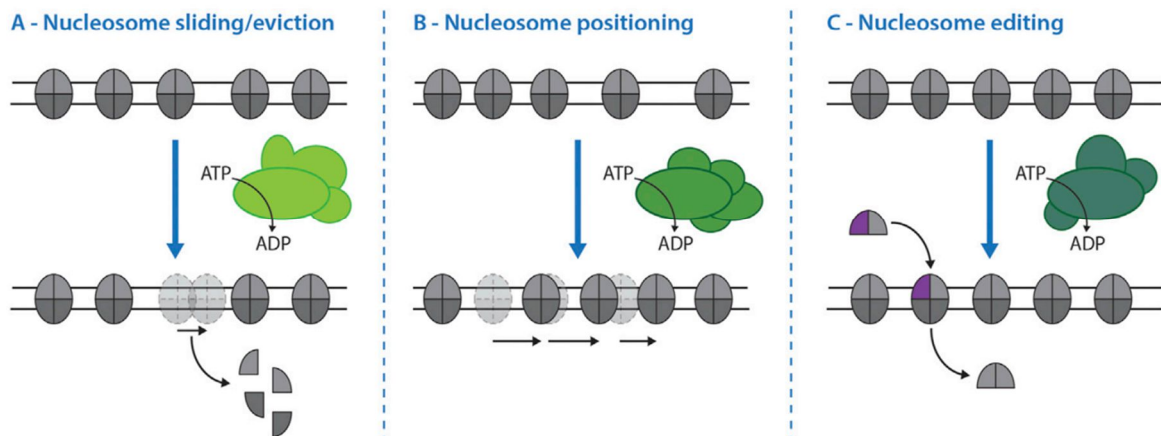 A - Nucleosome sliding/eviction
ATP
ADP
B - Nucleosome positioning
ATP
ADP
C - Nucleosome editing
ATP
ADP